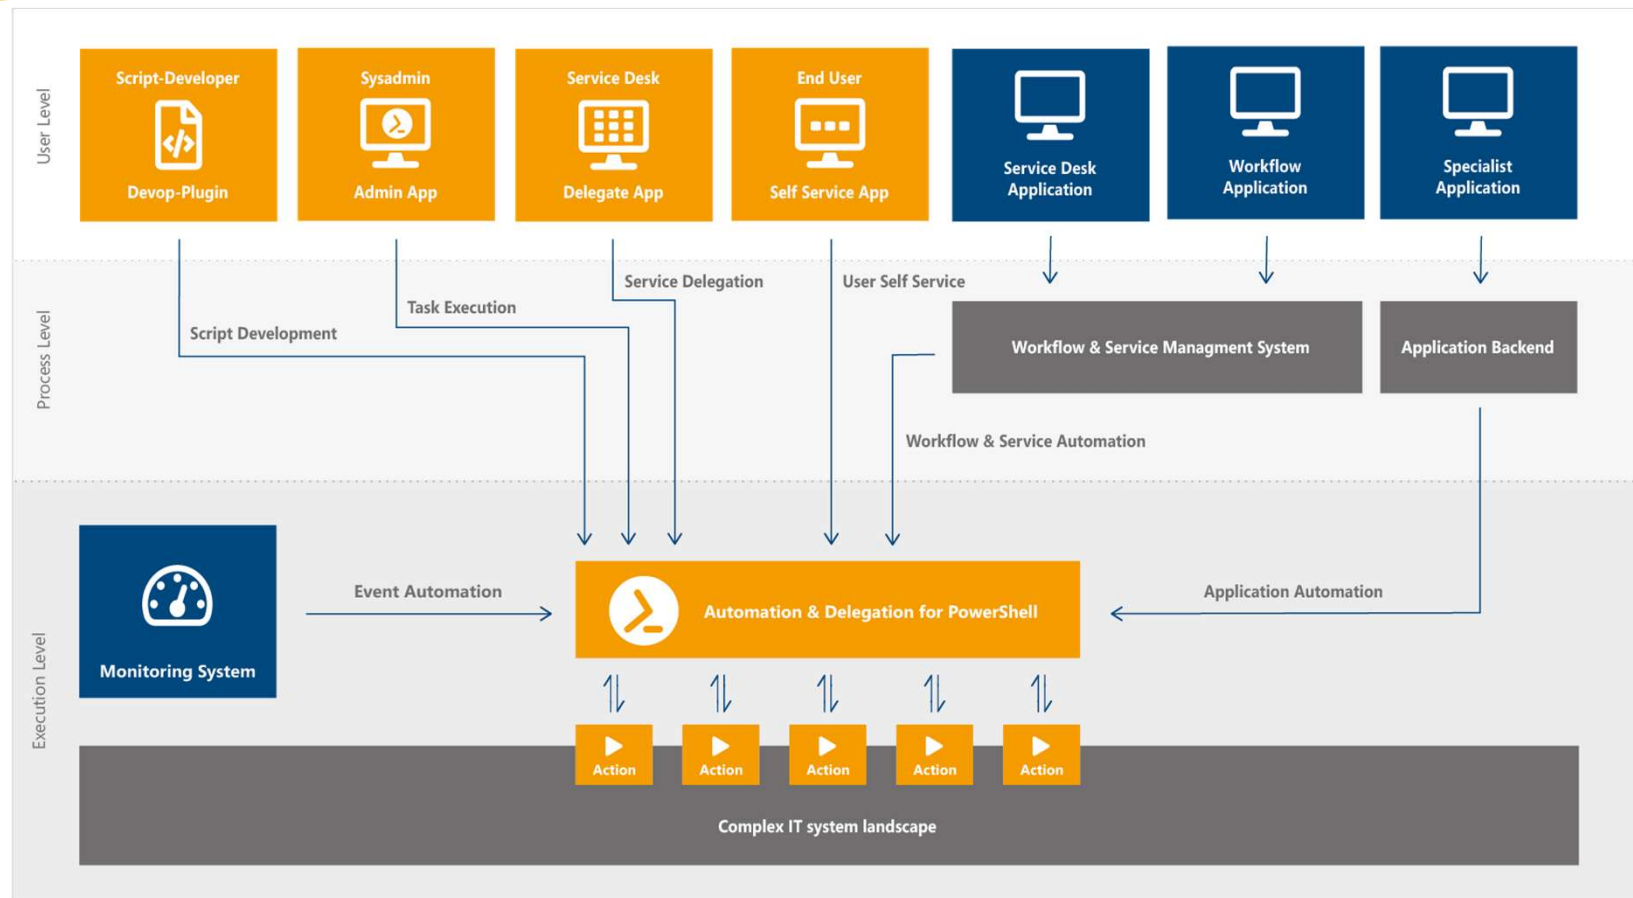 User Level
Script-Developer
Devop-Plugin
Sysadmin
Admin App
Service Desk
Delegate App
End User
Self Service App
Service Desk
Application
Workflow
Application
Specialist
Application
Process Level
Script Development
Task Execution
Service Delegation
User Self Service
Workflow & Service Managment System
Application Backend
Workflow & Service Automation
Execution Level
Monitoring System
Event Automation
Automation & Delegation for PowerShell
Application Automation
Action
Action
Action
Action
Action
Complex IT system landscape